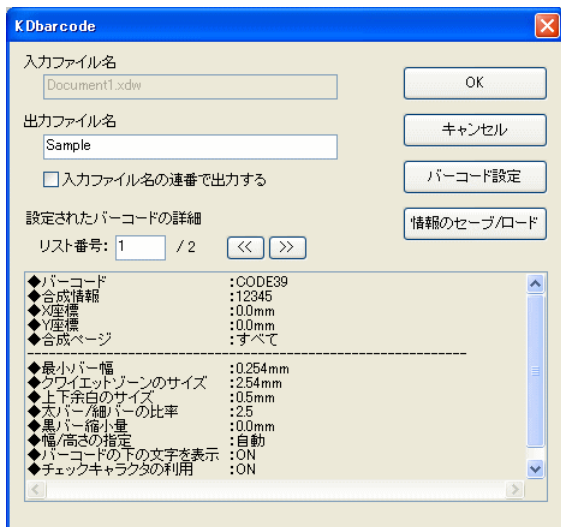 KDbarcode
入力ファイル名
Document1.xdw
OK
出力ファイル名
Sample
キャンセル
入力ファイル名の連番で出力する
バーコード設定
設定されたバーコードの詳細
情報のセーブ/ロード
リスト番号: 1 / 2 << >>
◆バーコード :CODE39
◆合成情報 :12345
◆X座標 :0.0mm
◆Y座標 :0.0mm
◆合成ページ :すべて
------------------------------------------------------------
◆最小バー幅 :0.254mm
◆クワイエットゾーンのサイズ :2.54mm
◆上下余白のサイズ :0.5mm
◆太バー/細バーの比率 :2.5
◆黒バー縮小量 :0.0mm
◆幅/高さの指定 :自動
◆バーコードの下の文字を表示 :ON
◆チェックキャラクタの利用 :ON